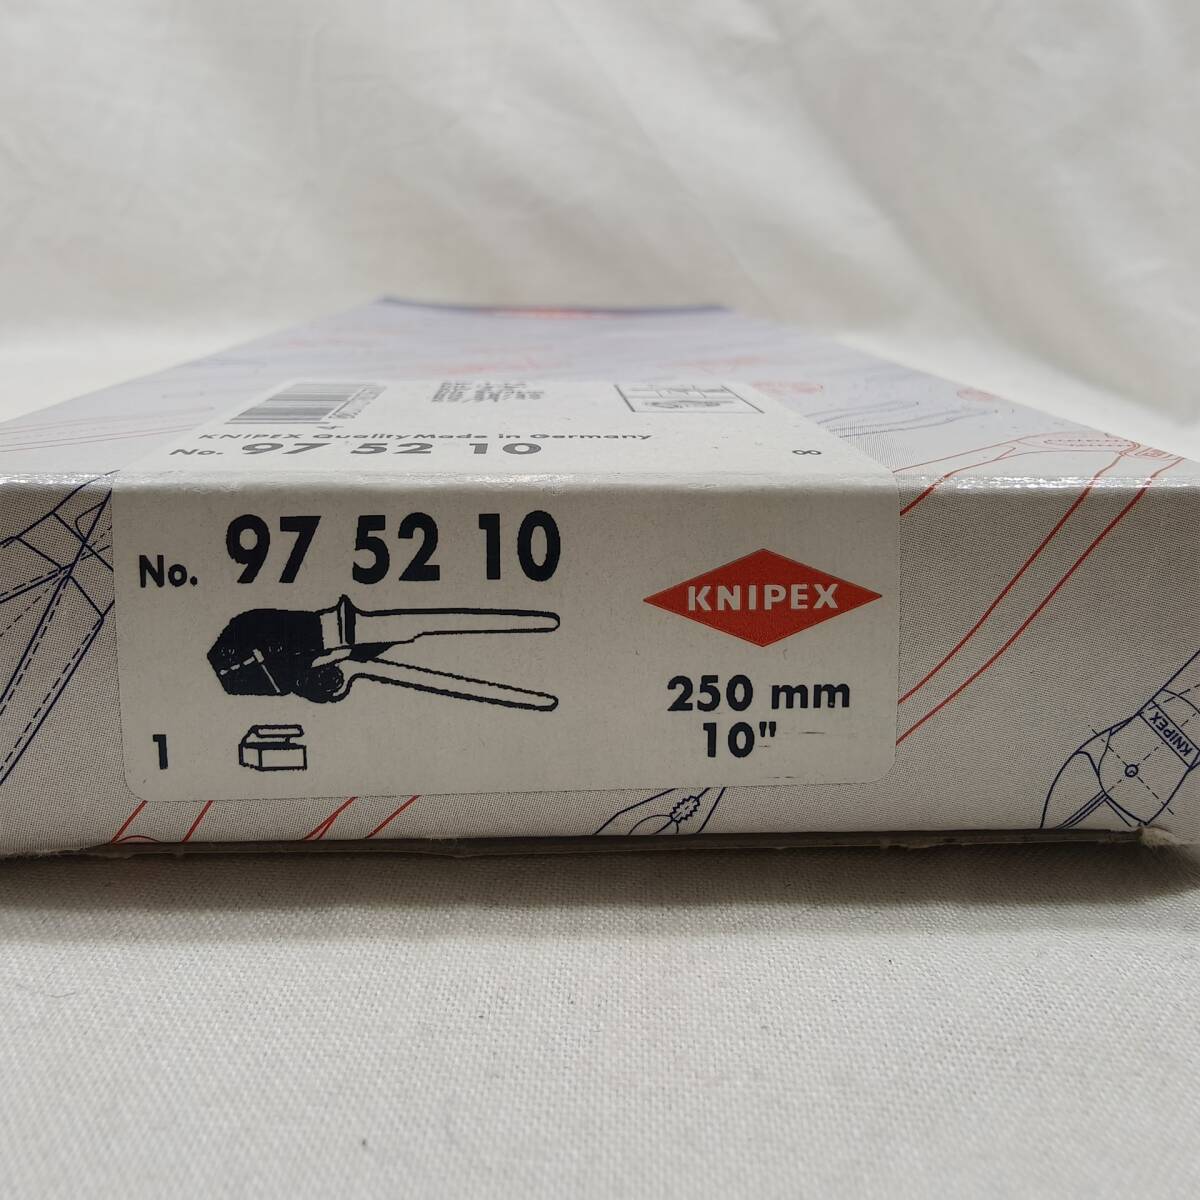 KNIPEX Quality Made in Germany
No. 97 52 10
8
No. 97 52 10
KNIPEX
250 mm
10"
1
KNIPEX